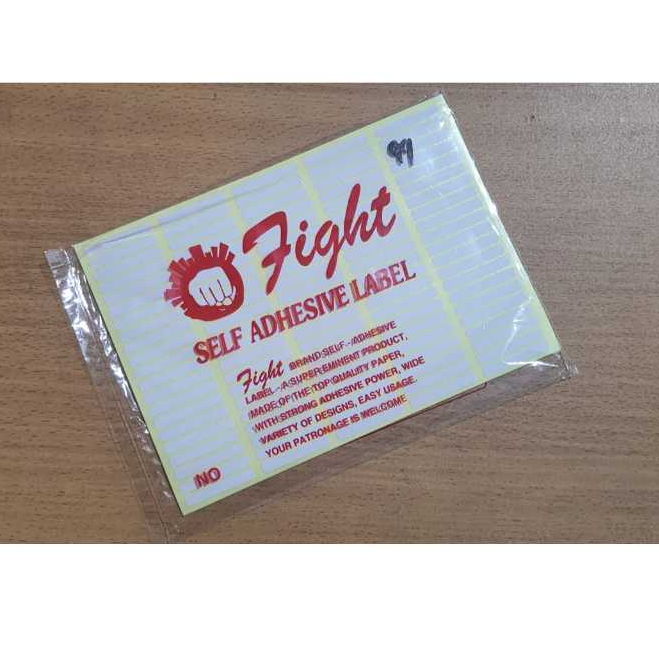 99
Fight
SELF ADHESIVE LABEL
Fight BRAND SELF-ADHESIVE
LABEL-A SUPER EMINENT PRODUCT,
MADE OF THE TOP QUALITY PAPER,
WITH STRONG ADHESIVE POWER, WIDE
VARIETY OF DESIGNS, EASY USAGE.
YOUR PATRONAGE IS WELCOME
NO